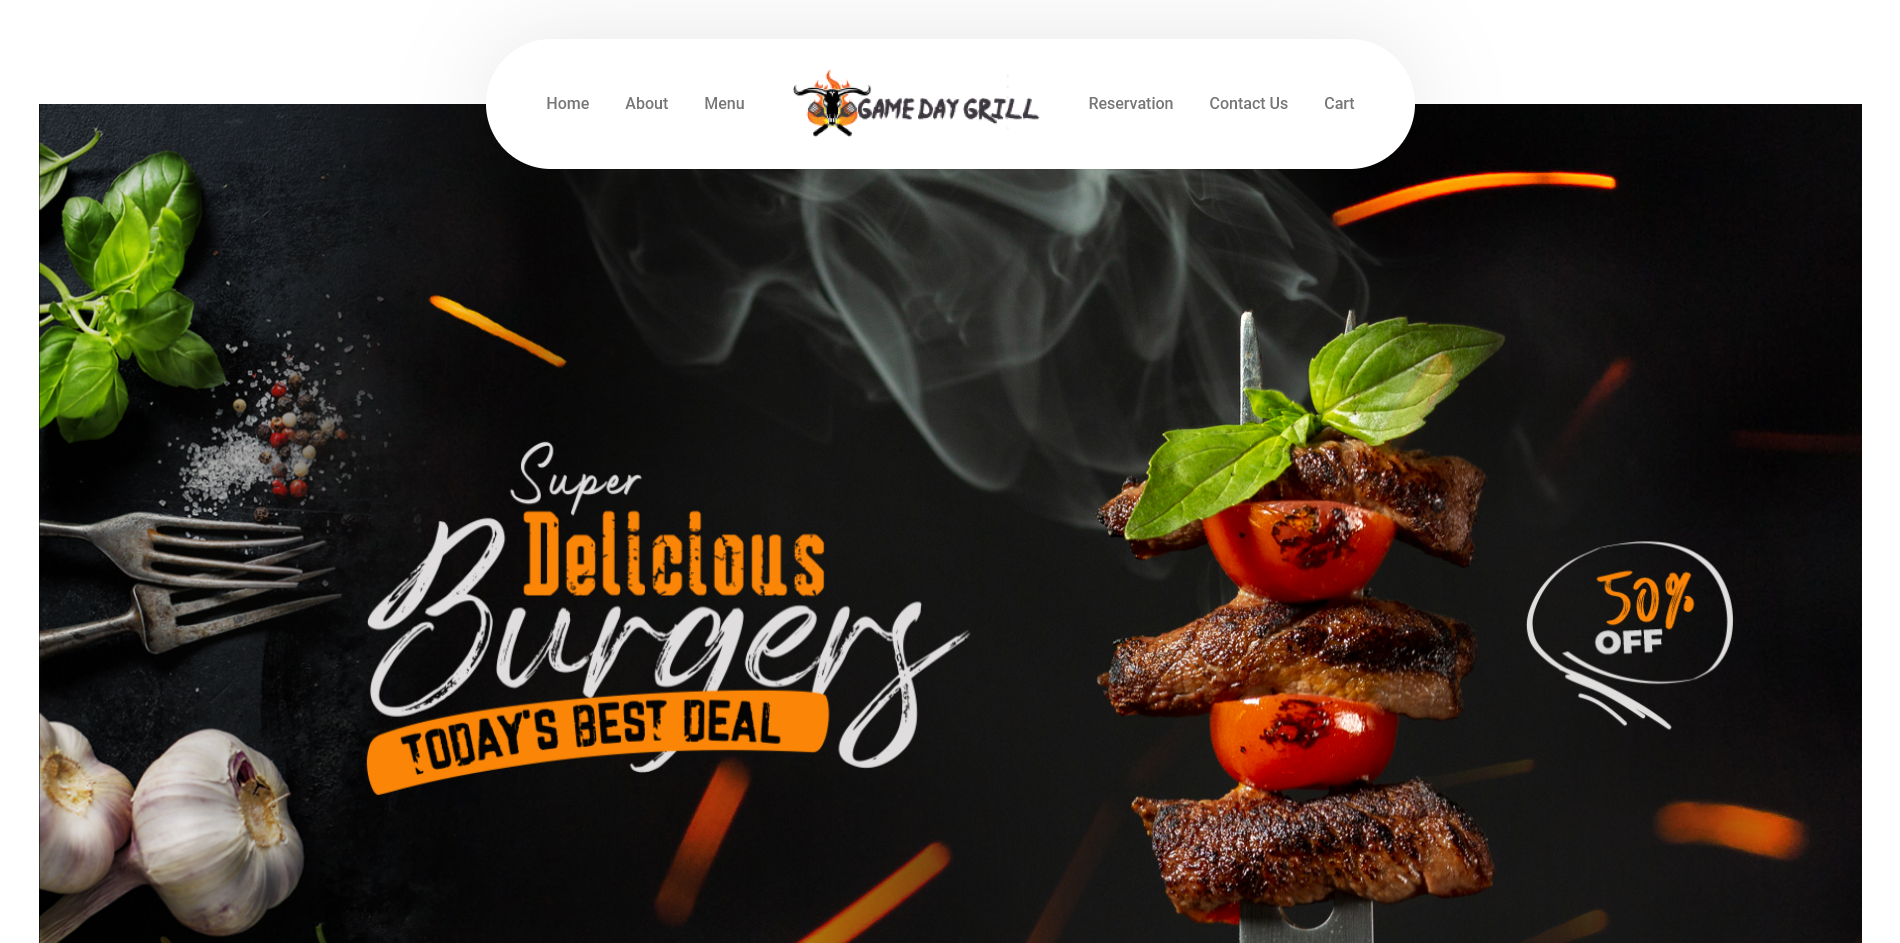 Home About Menu GAME DAY GRILL Reservation Contact Us Cart
Super
Delicious
Burgers
TODAY'S BEST DEAL
50%
OFF